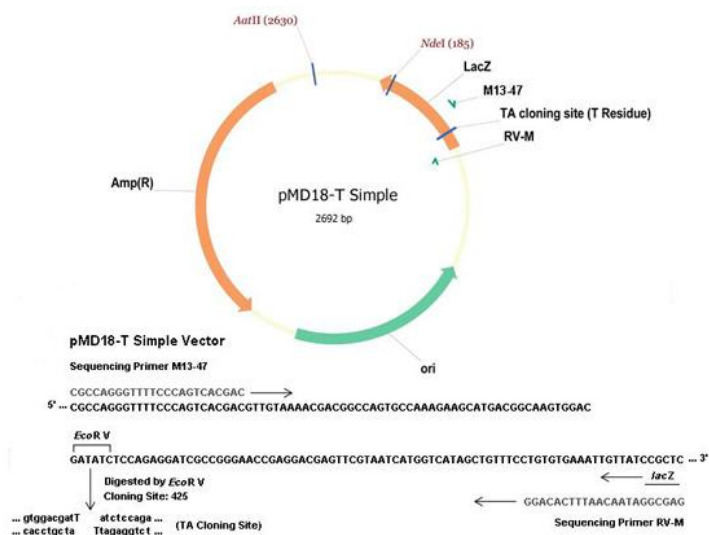 AatII (2630)
NdeI (185)
LacZ
M13-47
TA cloning site (T Residue)
RV-M
Amp(R)
pMD18-T Simple
2692 bp
ori
pMD18-T Simple Vector
Sequencing Primer M13-47
CGCCAGGGTTTTCCCAGTCACGAC
5' ... CGCCAGGGTTTTCCCAGTCACGACGTTGTAAAACGACGGCCAGTGCCAAAGAAGCATGACGGCAAGTGGAC
EcoR V
GATATCTCCAGAGGATCGCCGGGAACCGAGGACGAGTTCGTAATCATGGTCATAGCTGTTTCCTGTGTGAAATTGTTATCCGCTC ... 3'
Digested by EcoR V
Cloning Site: 425
lacZ
GGACACTTTAACAATAGGCGAG
... gtggacgatT atctccaga ...
... cacctgcta Ttagaggtct ...
(TA Cloning Site)
Sequencing Primer RV-M